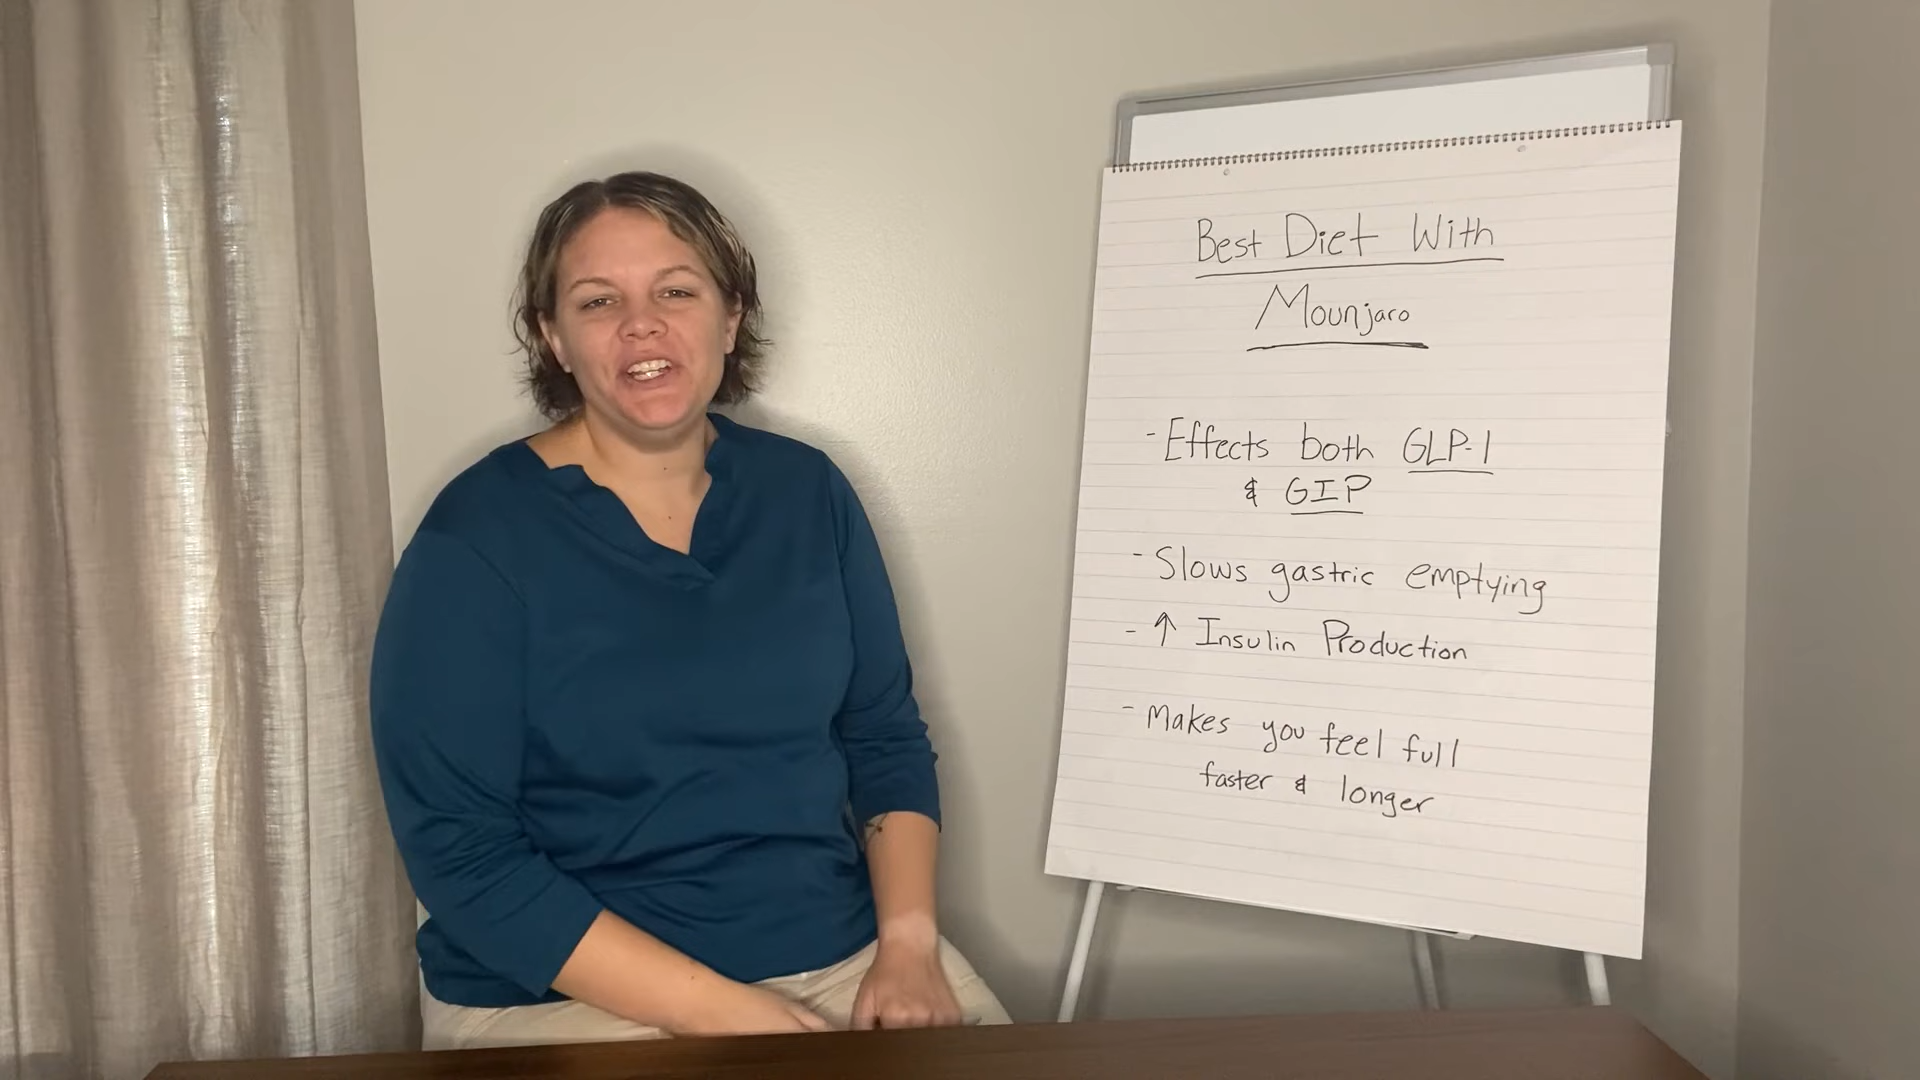 Best Diet With
Mounjaro
- Effects both GLP-1
& GIP
- Slows gastric emptying
- ↑ Insulin Production
- Makes you feel full
faster & longer